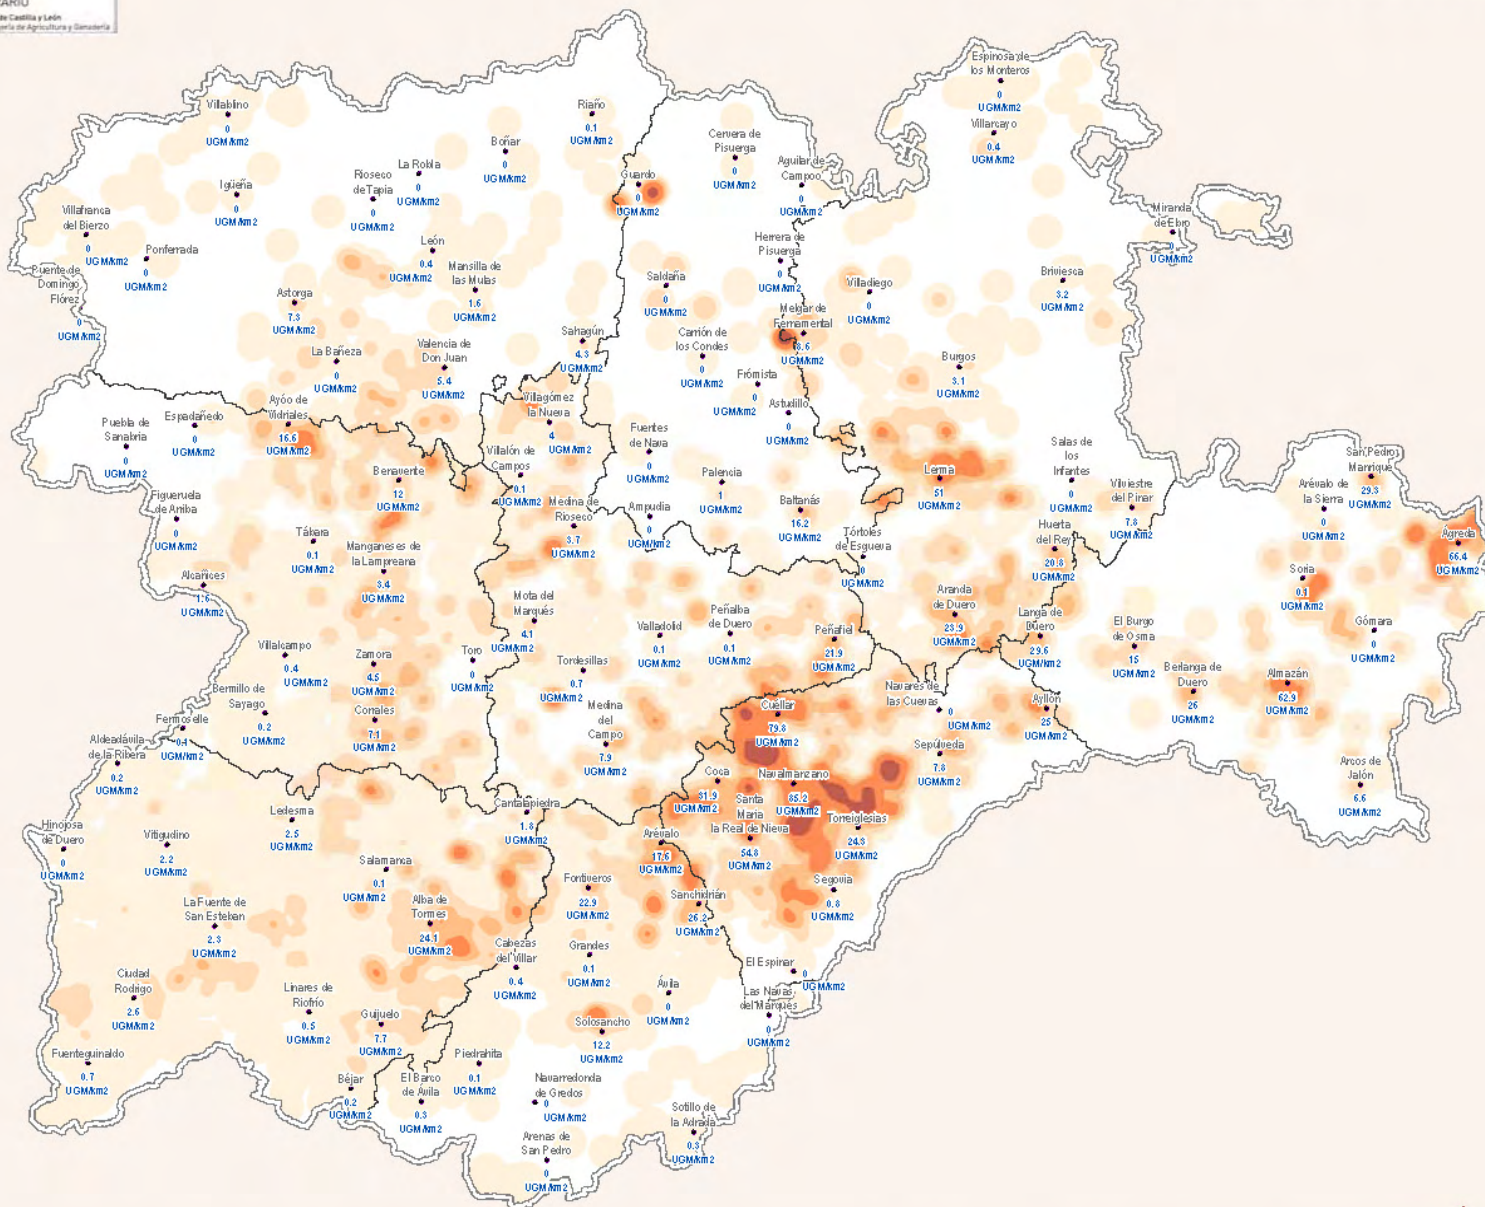 de Castilla y León
Consejería de Agricultura y Ganadería
Espinosa de
los Monteros
0
UGM/km2
Villarcayo
0.4
UGM/km2
Villablino
0
UGM/km2
Riaño
0.1
UGM/km2
Boñar
0
UGM/km2
Cervera de
Pisuerga
0
UGM/km2
Aguilar de
Campoo
0
UGM/km2
La Robla
0
UGM/km2
Rioseco
de Tapia
0
UGM/km2
Igüeña
0
UGM/km2
Guardo
0
UGM/km2
Villafranca
del Bierzo
0
UGM/km2
Ponferrada
0
UGM/km2
Miranda
de Ebro
0
UGM/km2
León
0.4
UGM/km2
Herrera de
Pisuerga
0
UGM/km2
Puente de
Domingo
Flórez
0
UGM/km2
Mansilla de
las Mulas
1.6
UGM/km2
Saldaña
0
UGM/km2
Villadiego
0
UGM/km2
Briviesca
3.2
UGM/km2
Astorga
7.3
UGM/km2
Melgar de
Fernamental
8.6
UGM/km2
Sahagún
4.3
UGM/km2
Carrión de
los Condes
0
UGM/km2
La Bañeza
0
UGM/km2
Valencia de
Don Juan
5.4
UGM/km2
Burgos
3.1
UGM/km2
Frómista
0
UGM/km2
Villagómez
la Nueva
4
UGM/km2
Astudillo
0
UGM/km2
Ayóo de
Vidriales
16.6
UGM/km2
Espadañedo
0
UGM/km2
Puebla de
Sanabria
0
UGM/km2
Fuentes
de Nava
0
UGM/km2
Salas de
los
Infantes
0
UGM/km2
Villalón de
Campos
0.1
UGM/km2
Benavente
12
UGM/km2
Palencia
1
UGM/km2
Lerma
51
UGM/km2
San Pedro
Manrique
29.3
UGM/km2
Vilviestre
del Pinar
7.8
UGM/km2
Arévalo de
la Sierra
0
UGM/km2
Figueruela
de Arriba
0
UGM/km2
Medina de
Rioseco
3.7
UGM/km2
Ampudia
0
UGM/km2
Baltanás
16.2
UGM/km2
Tábara
0.1
UGM/km2
Tórtoles
de Esgueva
0
UGM/km2
Huerta
del Rey
20.8
UGM/km2
Ágreda
66.4
UGM/km2
Manganeses de
la Lampreana
3.4
UGM/km2
Alcañices
1.6
UGM/km2
Soria
0.1
UGM/km2
Mota del
Marqués
4.1
UGM/km2
Aranda
de Duero
23.9
UGM/km2
Valladolid
0.1
UGM/km2
Peñalba
de Duero
0.1
UGM/km2
Peñafiel
21.9
UGM/km2
Langa de
Duero
29.6
UGM/km2
El Burgo
de Osma
15
UGM/km2
Gómara
0
UGM/km2
Villalcampo
0.4
UGM/km2
Zamora
4.5
UGM/km2
Toro
0
UGM/km2
Tordesillas
0.7
UGM/km2
Berlanga de
Duero
26
UGM/km2
Almazán
62.9
UGM/km2
Bermillo de
Sayago
0.2
UGM/km2
Corrales
7.1
UGM/km2
Cuéllar
79.8
UGM/km2
Navares de
las Cuevas
0
UGM/km2
Ayllón
25
UGM/km2
Fermoselle
0.1
UGM/km2
Medina
del
Campo
7.9
UGM/km2
Sepúlveda
7.8
UGM/km2
Aldeadávila
de la Ribera
0.2
UGM/km2
Coca
31.9
UGM/km2
Navalmanzano
85.2
UGM/km2
Arcos de
Jalón
6.6
UGM/km2
Ledesma
2.5
UGM/km2
Cantalapiedra
1.8
UGM/km2
Santa
Maria
la Real de Nieva
54.8
UGM/km2
Torreiglesias
24.3
UGM/km2
Hinojosa
de Duero
0
UGM/km2
Vitigudino
2.2
UGM/km2
Arévalo
17.6
UGM/km2
Salamanca
0.1
UGM/km2
Fontiveros
22.9
UGM/km2
Segovia
0.8
UGM/km2
Sanchidrián
26.2
UGM/km2
La Fuente de
San Esteban
2.3
UGM/km2
Alba de
Tormes
24.1
UGM/km2
Cabezas
del Villar
0.4
UGM/km2
Grandes
0.1
UGM/km2
El Espinar
0
UGM/km2
Ciudad
Rodrigo
2.6
UGM/km2
Linares de
Riofrío
0.5
UGM/km2
Ávila
0
UGM/km2
Las Navas
del Marqués
0
UGM/km2
Guijuelo
7.7
UGM/km2
Solosancho
12.2
UGM/km2
Fuenteguinaldo
0.7
UGM/km2
Béjar
0.2
UGM/km2
El Barco
de Ávila
0.3
UGM/km2
Piedrahita
0.1
UGM/km2
Navarredonda
de Gredos
0
UGM/km2
Sotillo de
la Adrada
0.3
UGM/km2
Arenas de
San Pedro
0
UGM/km2